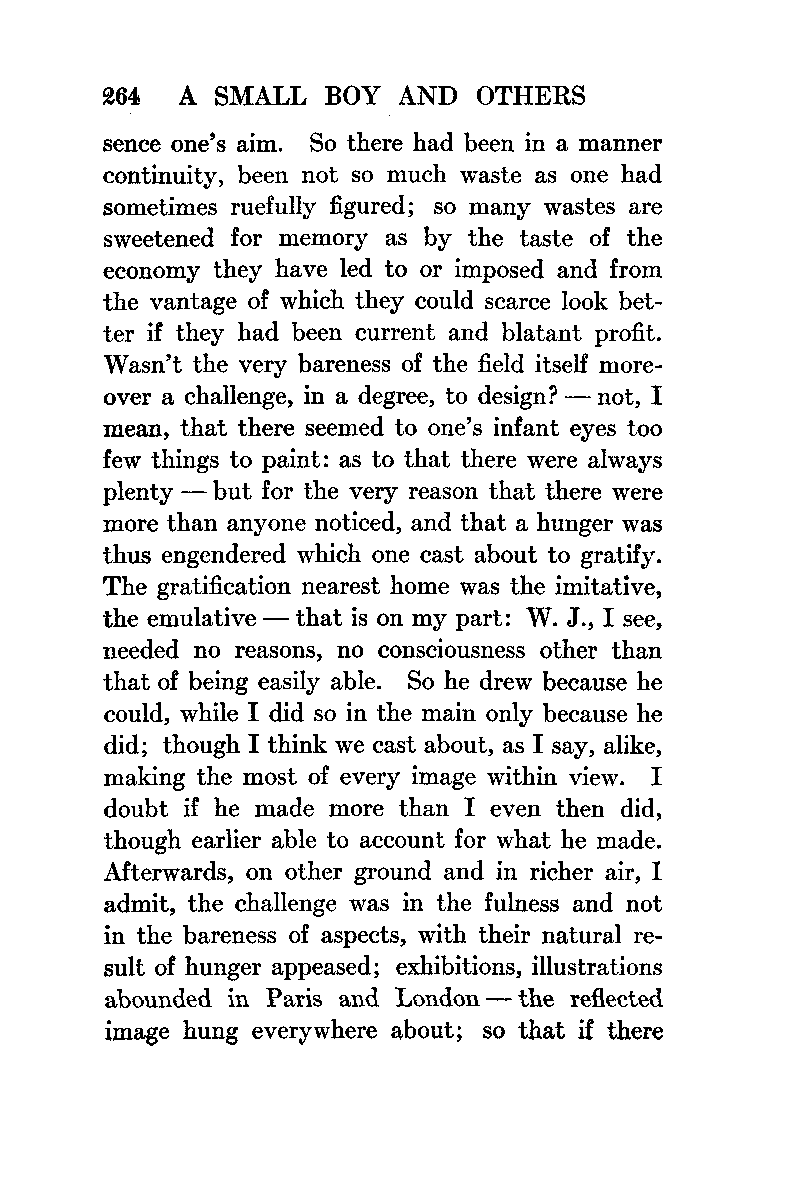 264 A SMALL BOY AND OTHERS
sence one's aim. So there had been in a manner
continuity, been not so much waste as one had
sometimes ruefully figured; so many wastes are
sweetened for memory as by the taste of the
economy they have led to or imposed and from
the vantage of which they could scarce look bet-
ter if they had been current and blatant profit.
Wasn't the very bareness of the field itself more-
over a challenge, in a degree, to design? — not, I
mean, that there seemed to one's infant eyes too
few things to paint: as to that there were always
plenty — but for the very reason that there were
more than anyone noticed, and that a hunger was
thus engendered which one cast about to gratify.
The gratification nearest home was the imitative,
the emulative — that is on my part: W. J., I see,
needed no reasons, no consciousness other than
that of being easily able. So he drew because he
could, while I did so in the main only because he
did; though I think we cast about, as I say, alike,
making the most of every image within view. I
doubt if he made more than I even then did,
though earlier able to account for what he made.
Afterwards, on other ground and in richer air, I
admit, the challenge was in the fulness and not
in the bareness of aspects, with their natural re-
sult of hunger appeased; exhibitions, illustrations
abounded in Paris and London — the reflected
image hung everywhere about; so that if there